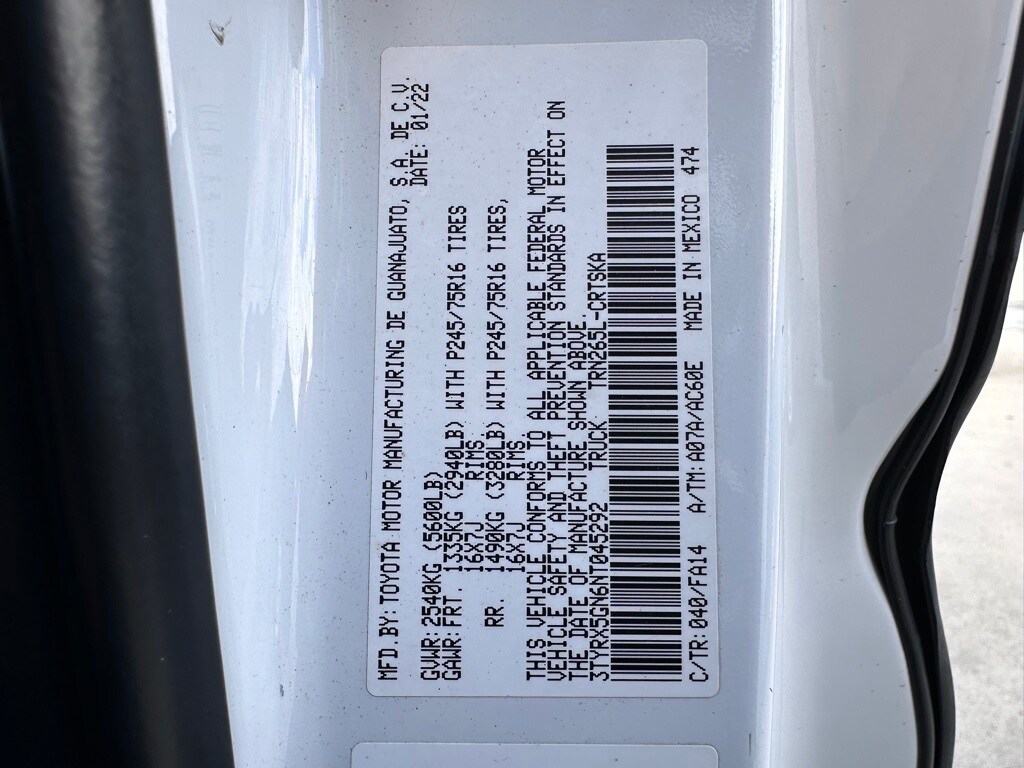 MFD.BY: TOYOTA MOTOR MANUFACTURING DE GUANAJUATO, S.A. DE C.V.
DATE: 01/22
GVWR: 2540KG (5600LB)
GAWR: FRT. 1335KG (2940LB) WITH P245/75R16 TIRES
16X7J RIMS
RR. 1490KG (3280LB) WITH P245/75R16 TIRES,
16X7J RIMS
THIS VEHICLE CONFORMS TO ALL APPLICABLE FEDERAL MOTOR
VEHICLE SAFETY AND THEFT PREVENTION STANDARDS IN EFFECT ON
THE DATE OF MANUFACTURE SHOWN ABOVE.
3TYRX5GN6NT045292 TRUCK TRN265L-CRTSKA
C/TR: 040/FA14 A/TM: A07A/AC60E MADE IN MEXICO 474